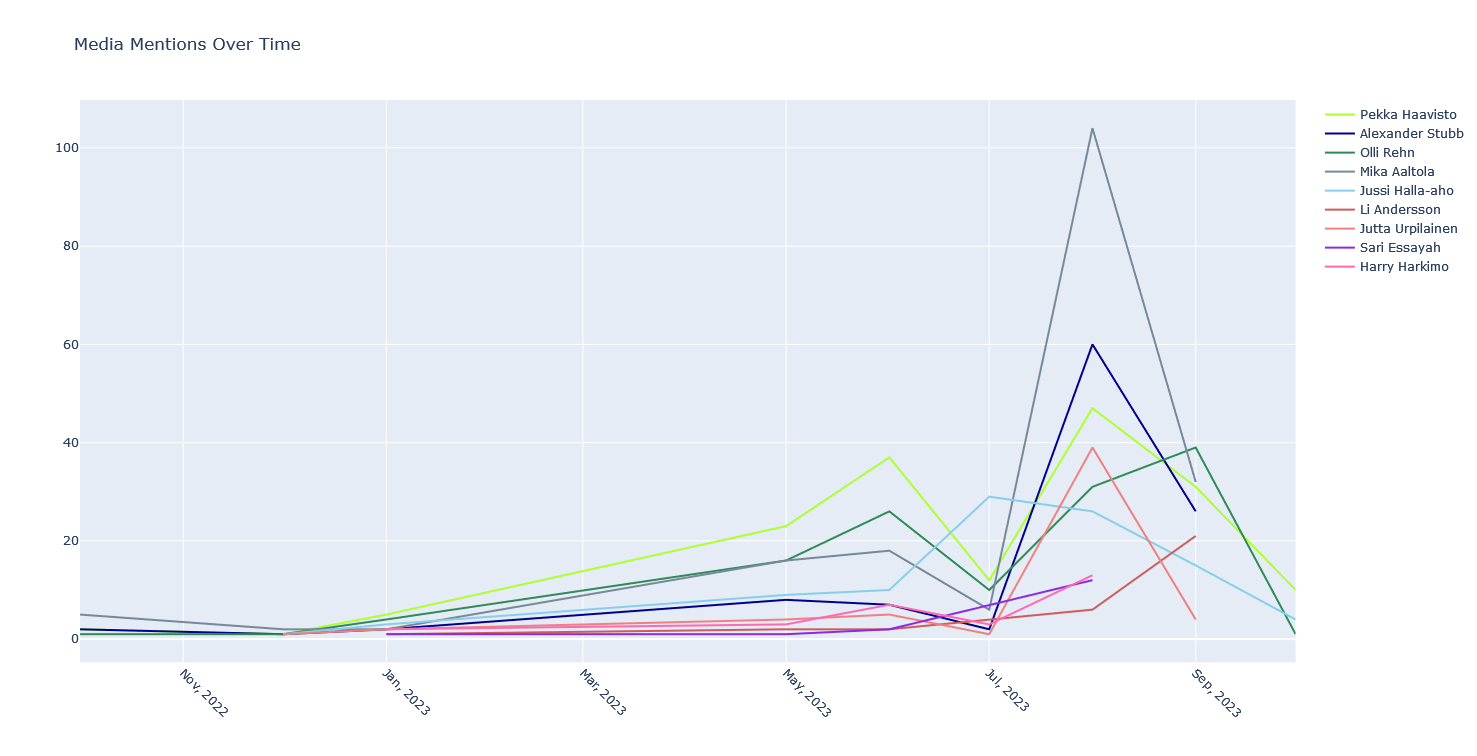 Media Mentions Over Time
100
80
60
40
20
0
Nov, 2022
Jan, 2023
Mar, 2023
May, 2023
Jul, 2023
Sep, 2023
Pekka Haavisto
Alexander Stubb
Olli Rehn
Mika Aaltola
Jussi Halla-aho
Li Andersson
Jutta Urpilainen
Sari Essayah
Harry Harkimo